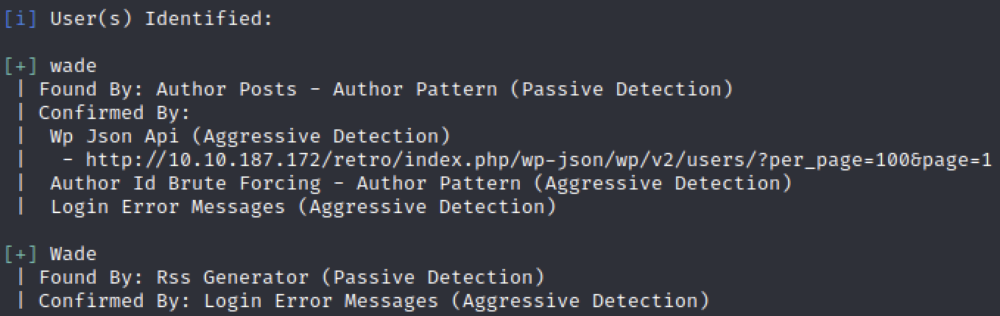 [i] User(s) Identified:
[+] wade
| Found By: Author Posts - Author Pattern (Passive Detection)
| Confirmed By:
|  Wp Json Api (Aggressive Detection)
|   - http://10.10.187.172/retro/index.php/wp-json/wp/v2/users/?per_page=100&page=1
|  Author Id Brute Forcing - Author Pattern (Aggressive Detection)
|  Login Error Messages (Aggressive Detection)
[+] Wade
| Found By: Rss Generator (Passive Detection)
| Confirmed By: Login Error Messages (Aggressive Detection)